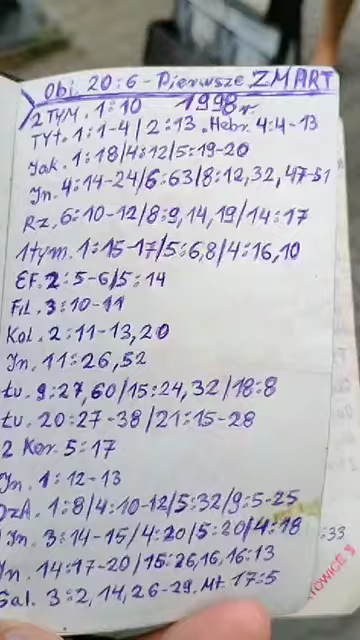 Obj. 20:6 - Pierwsze ZMART
2 TYM. 1:10 1998r.
TYT. 1:1-4/2:13. Hebr. 4:4-13
Jak. 1:18/4:12/5:19-20
Jn. 4:14-24/6:63/8:12,32,47-51
Rz. 6:10-12/8:9,14,19/14:17
1tym. 1:15-17/5:6,8/4:16,10
EF. 2:5-6/5:14
Fil. 3:10-11
Kol. 2:11-13,20
Jn. 11:26,52
Łu. 9:27,60/15:24,32/18:8
Łu. 20:27-38/21:15-28
2 Kor. 5:17
Jn. 1:12-13
DzA. 1:8/4:10-12/5:32/9:5-25
1Jn. 3:14-15/4:20/5:20/4:18
:33
Jn. 14:17-20/15:26,16,16:13
Gal. 3:2,14,26-29. Mt. 17:5
TOWICE